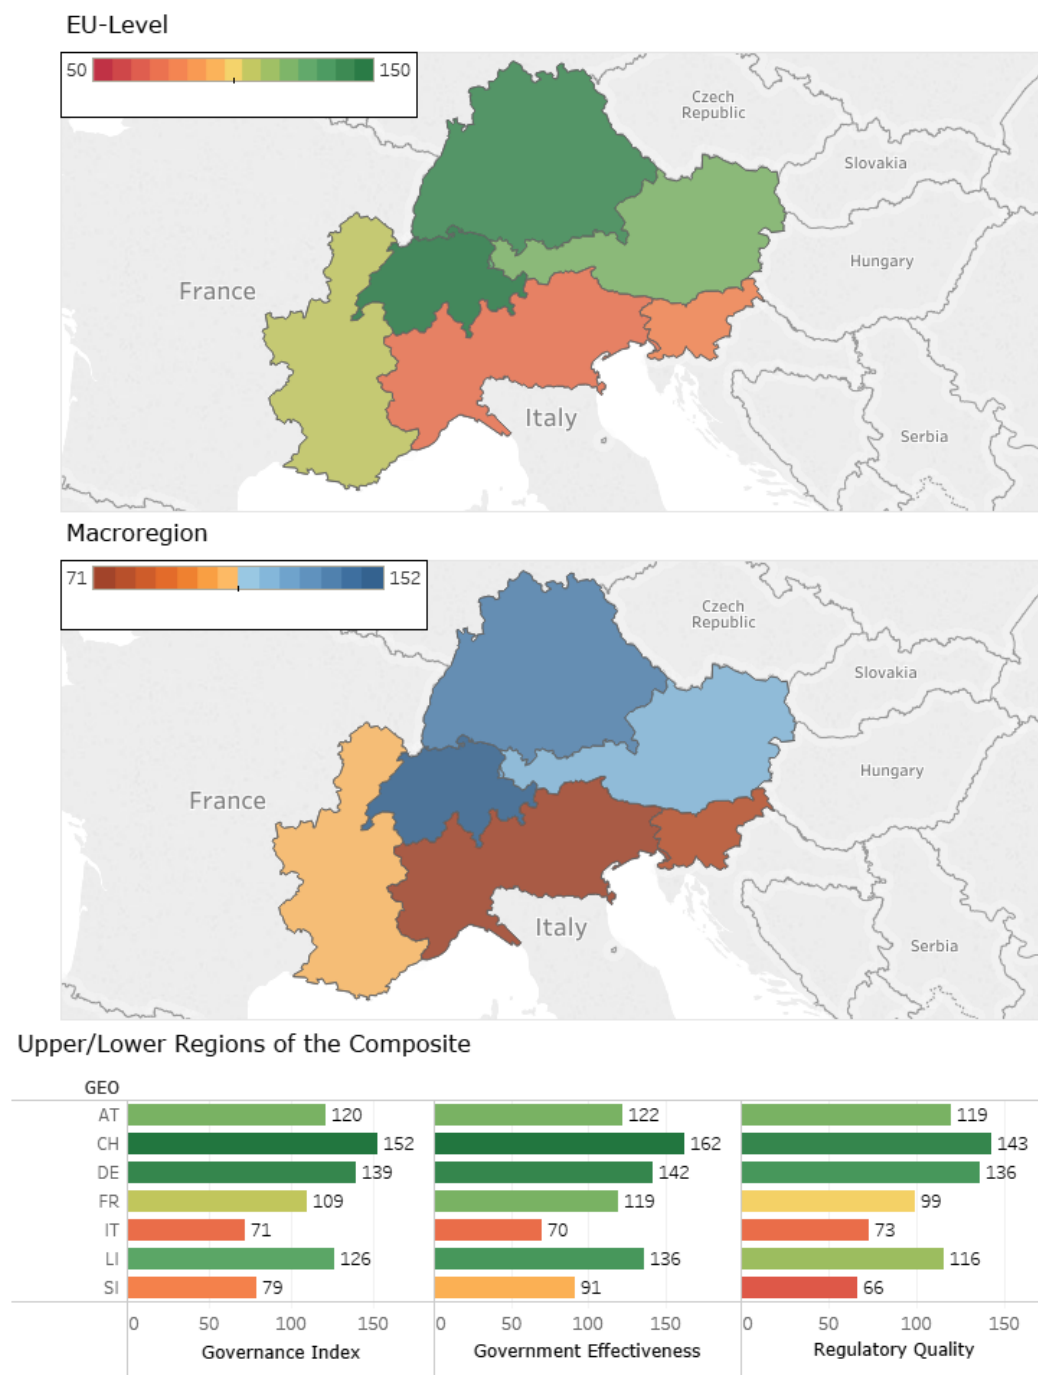 EU-Level
50 150
Czech
Republic
Slovakia
France
Hungary
Italy
Serbia
Macroregion
71 152
Czech
Republic
Slovakia
France
Hungary
Italy
Serbia
Upper/Lower Regions of the Composite
GEO
AT 120 122 119
CH 152 162 143
DE 139 142 136
FR 109 119 99
IT 71 70 73
LI 126 136 116
SI 79 91 66
0 50 100 150 0 50 100 150 0 50 100 150
Governance Index Government Effectiveness Regulatory Quality